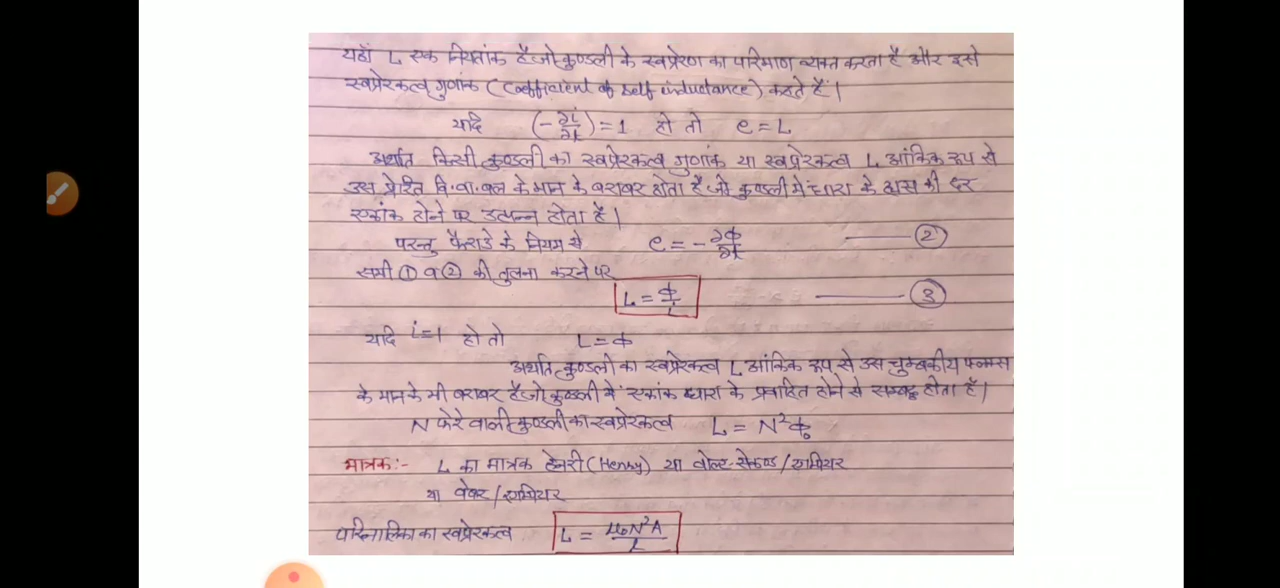 यहाँ L एक नियतांक है,जो कुण्डली के स्वप्रेरण का परिमाण व्यक्त करता है और इसे
स्वप्रेरकत्व गुणांक (Coefficient of self inductance) कहते हैं।
यदि (-∂i/∂t) = 1 हो तो e = L
अर्थात किसी कुण्डली का स्वप्रेरकत्व गुणांक या स्वप्रेरकत्व L आंकिक रूप से
उस प्रेरित वि.वा.बल के मान के बराबर होता है,जो कुण्डली में धारा के ह्रास की दर
एकांक होने पर उत्पन्न होता है।
परन्तु फैराडे के नियम से e = -∂Φ/∂t —— ②
समी ① व ② की तुलना करने पर
L = Φ/i —— ③
यदि i=1 हो तो L = Φ
अर्थात् कुण्डली का स्वप्रेरकत्व L आंकिक रूप से उस चुम्बकीय फ्लक्स
के मान के भी बराबर है,जो कुण्डली में एकांक धारा के प्रवाहित होने से सम्बद्ध होता है।
N फेरे वाली कुण्डली का स्वप्रेरकत्व L = N²Φ₀
मात्रक:- L का मात्रक हेनरी (Henry) या वोल्ट-सेकण्ड/एम्पियर
या वेबर/एम्पियर
परिनालिका का स्वप्रेरकत्व L = μ₀N²A/L